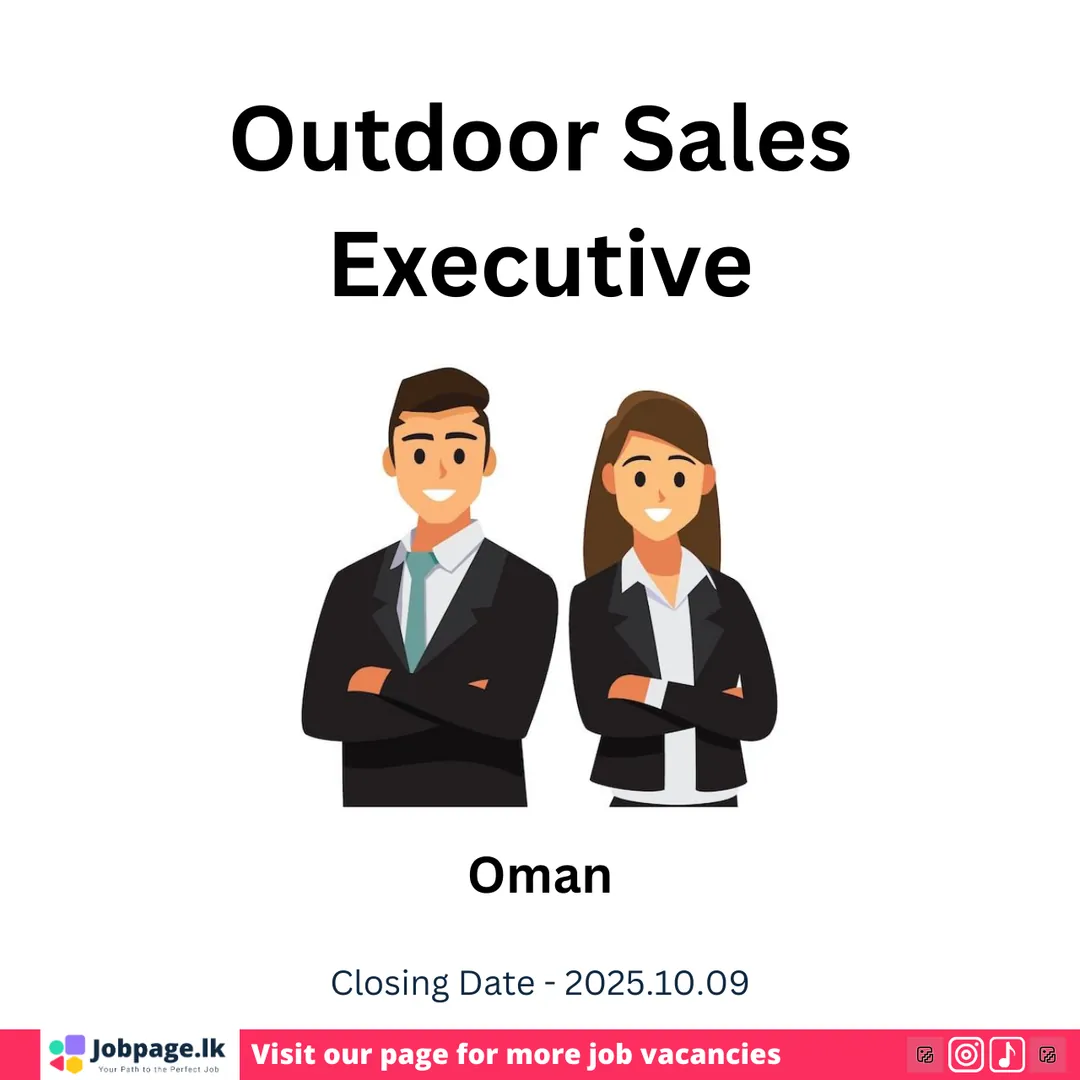 Outdoor Sales
Executive
Oman
Closing Date - 2025.10.09
Jobpage.lk
Your Path to the Perfect Job
Visit our page for more job vacancies